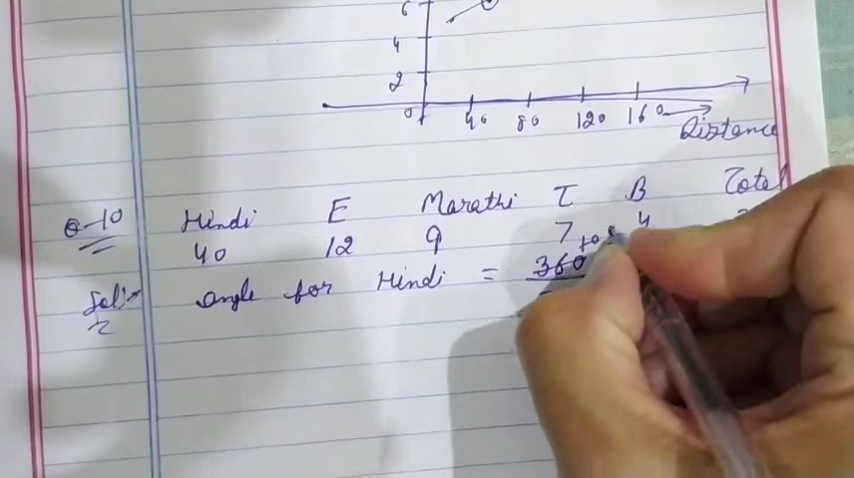 6
4
2
0 40 80 120 160
Distance
Q-10 Hindi E Marathi T B Total
40 12 9 7 4
Sol:- angle for Hindi = 360